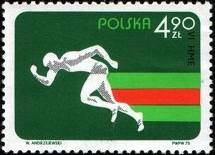 POLSKA 4,90
ZŁ
VI HME
W. ANDRZEJEWSKI PWPW 75